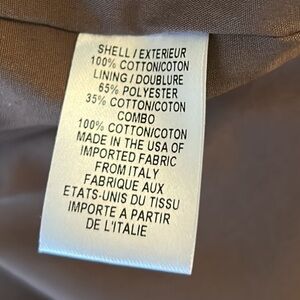 SHELL / EXTERIEUR
100% COTTON/COTON
LINING / DOUBLURE
65% POLYESTER
35% COTTON/COTON
COMBO
100% COTTON/COTON
MADE IN THE USA OF
IMPORTED FABRIC
FROM ITALY
FABRIQUE AUX
ETATS-UNIS DU TISSU
IMPORTE A PARTIR
DE L'ITALIE